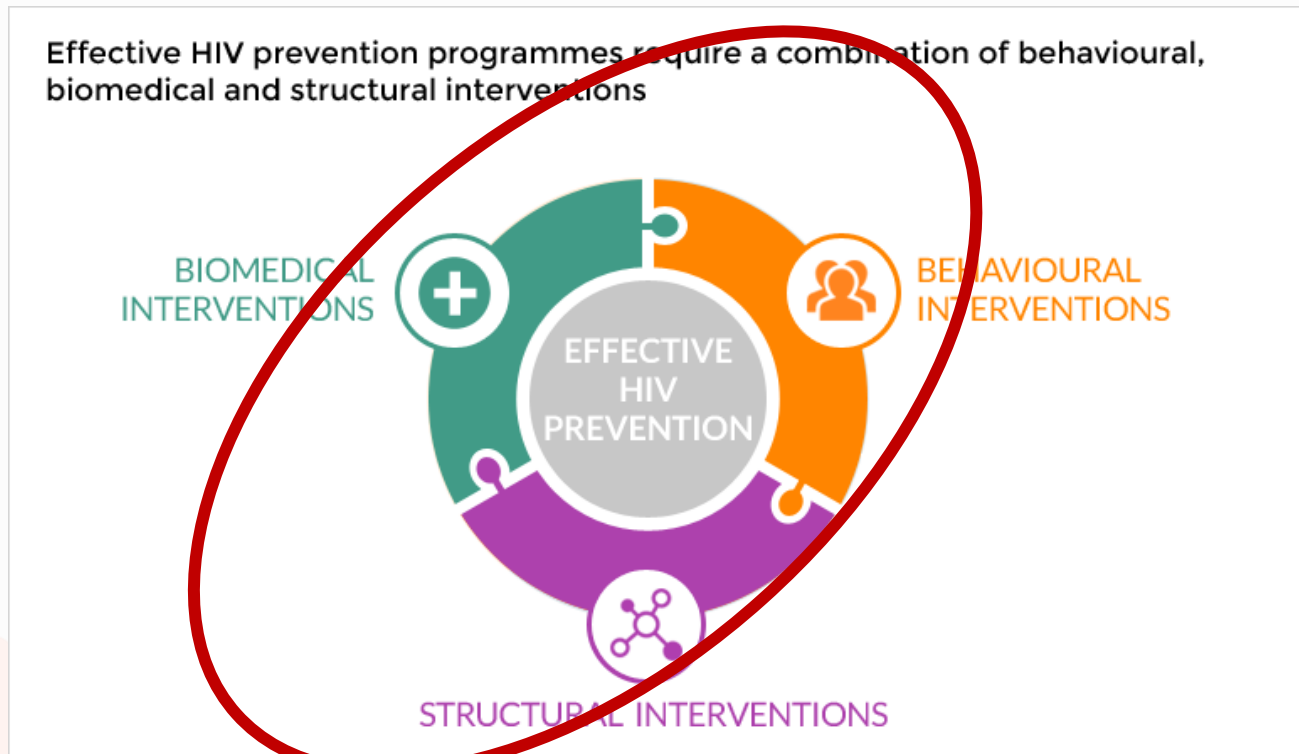 Effective HIV prevention programmes require a combination of behavioural,
biomedical and structural interventions
BIOMEDICAL
INTERVENTIONS
BEHAVIOURAL
INTERVENTIONS
EFFECTIVE
HIV
PREVENTION
STRUCTURAL INTERVENTIONS